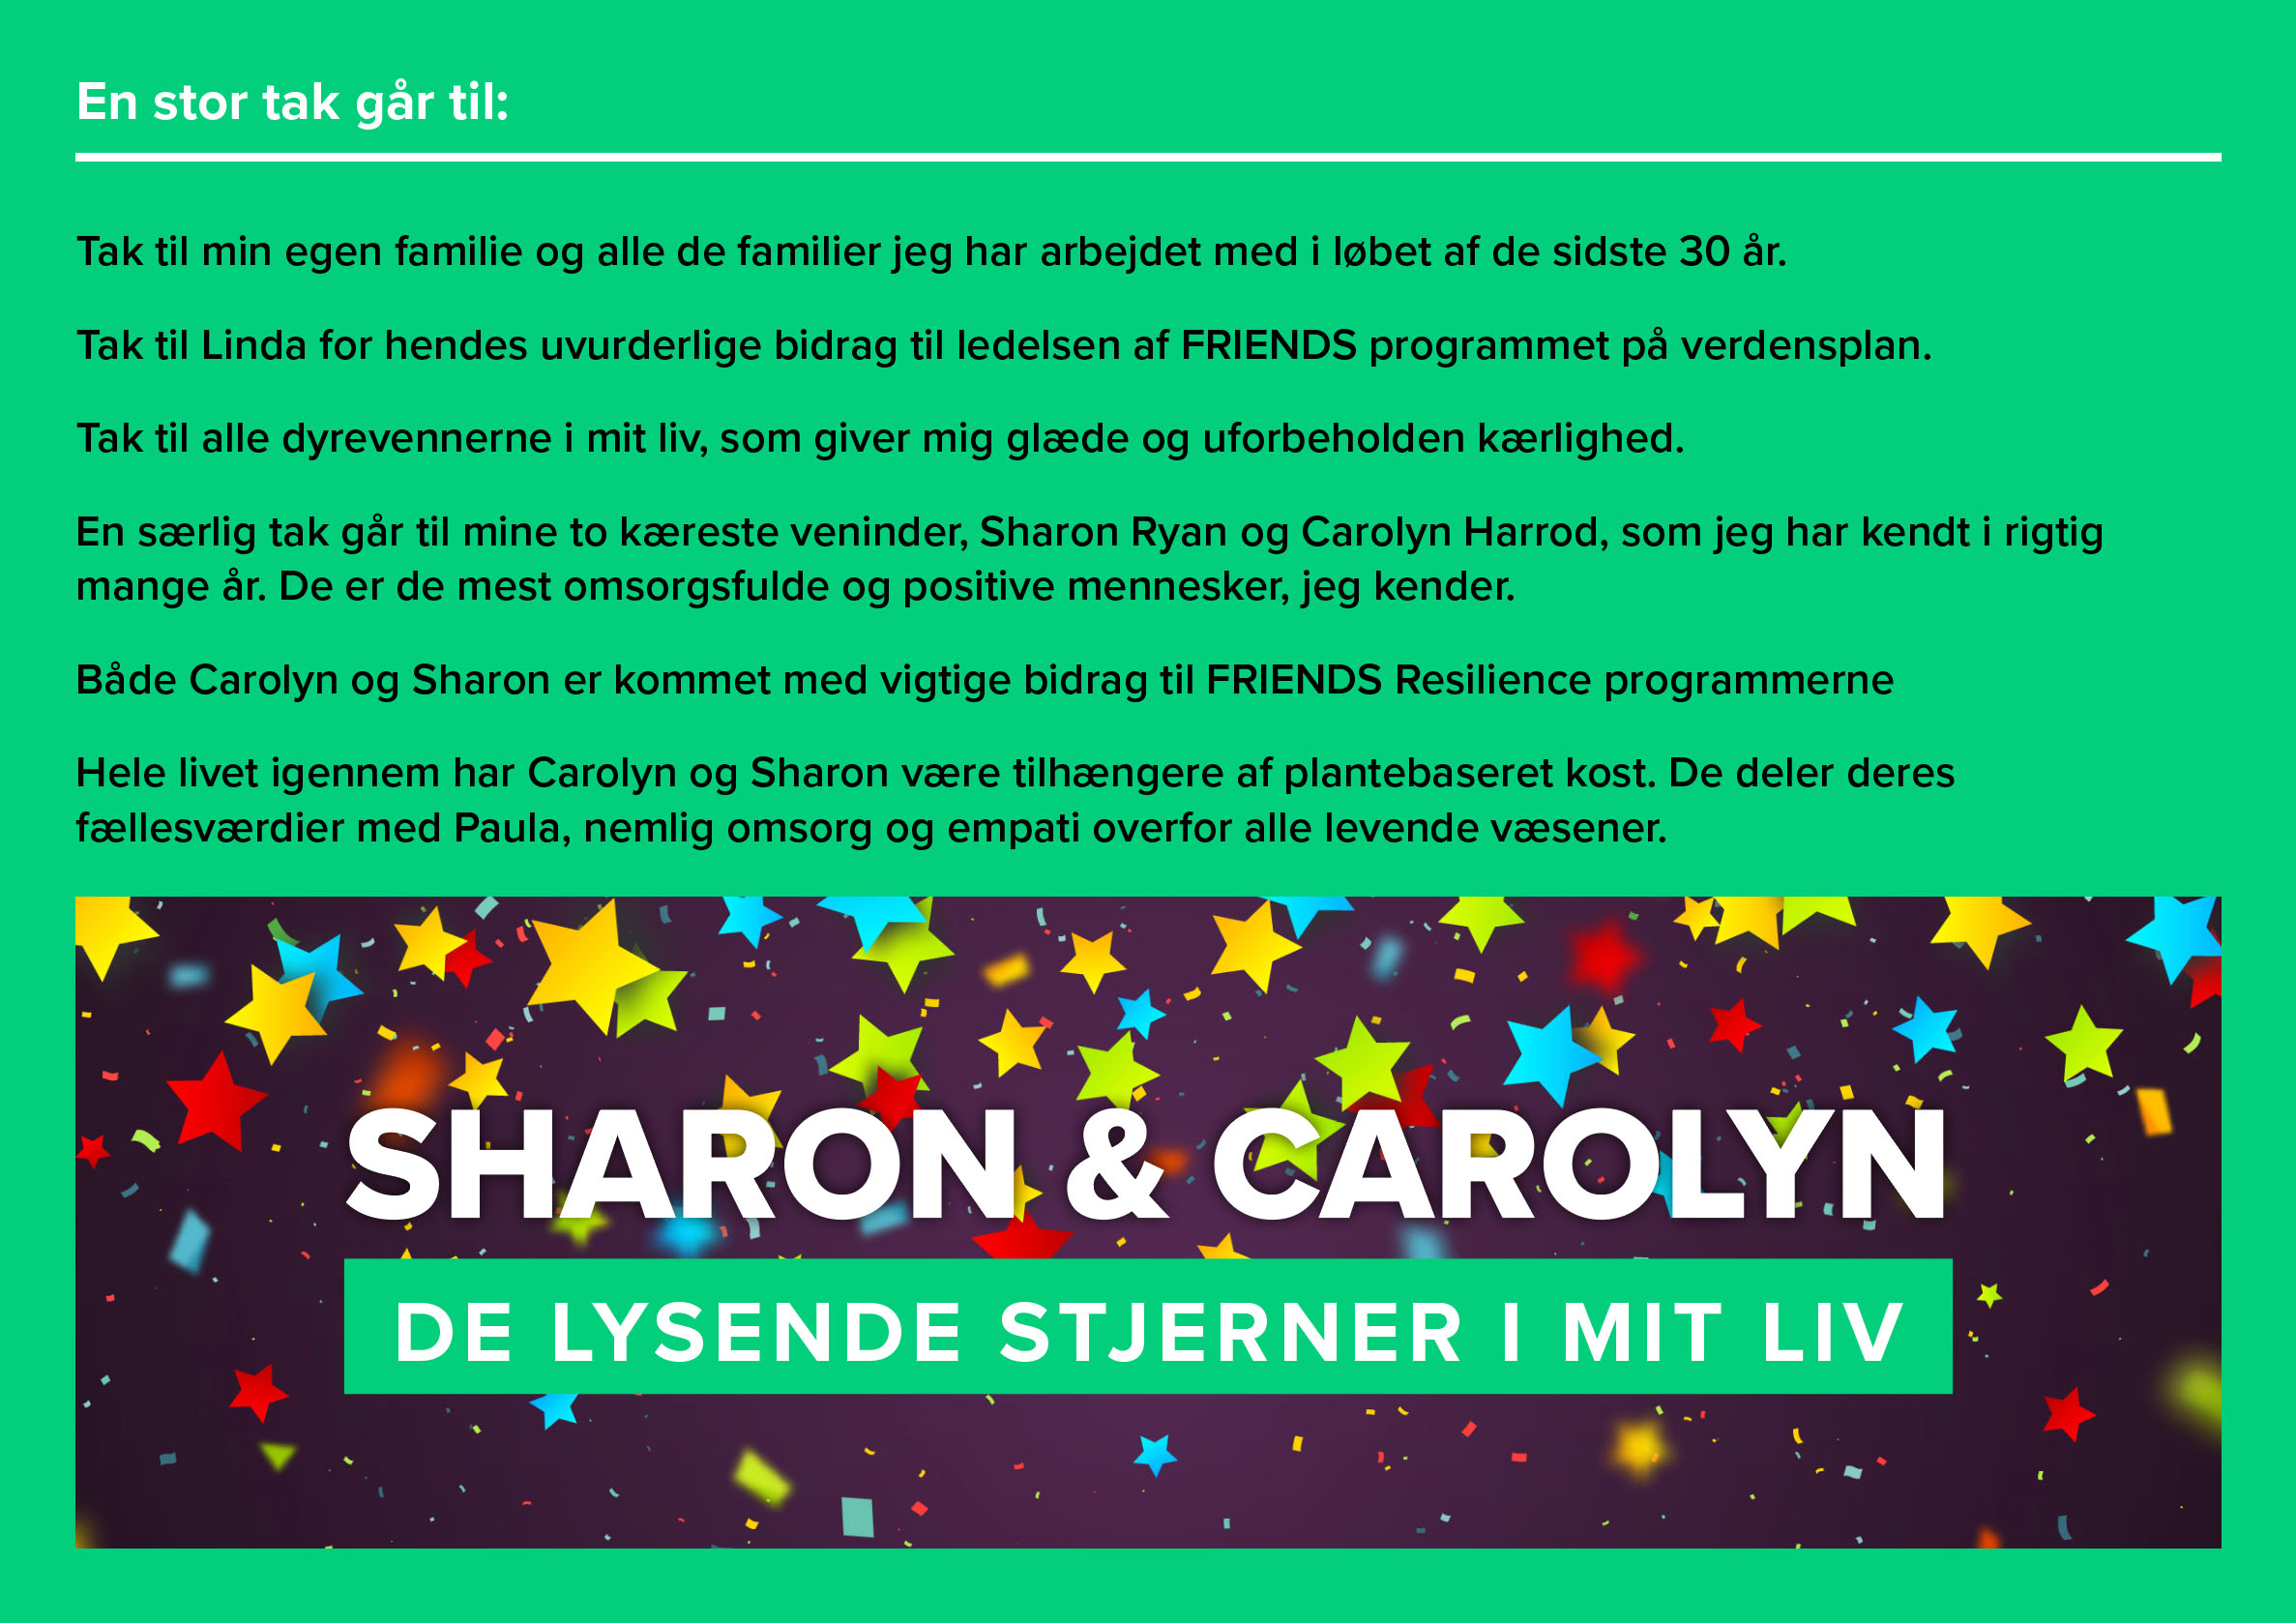 En stor tak går til:
Tak til min egen familie og alle de familier jeg har arbejdet med i løbet af de sidste 30 år.
Tak til Linda for hendes uvurderlige bidrag til ledelsen af FRIENDS programmet på verdensplan.
Tak til alle dyrevennerne i mit liv, som giver mig glæde og uforbeholden kærlighed.
En særlig tak går til mine to kæreste veninder, Sharon Ryan og Carolyn Harrod, som jeg har kendt i rigtig
mange år. De er de mest omsorgsfulde og positive mennesker, jeg kender.
Både Carolyn og Sharon er kommet med vigtige bidrag til FRIENDS Resilience programmerne
Hele livet igennem har Carolyn og Sharon være tilhængere af plantebaseret kost. De deler deres
fællesværdier med Paula, nemlig omsorg og empati overfor alle levende væsener.
SHARON & CAROLYN
DE LYSENDE STJERNER I MIT LIV